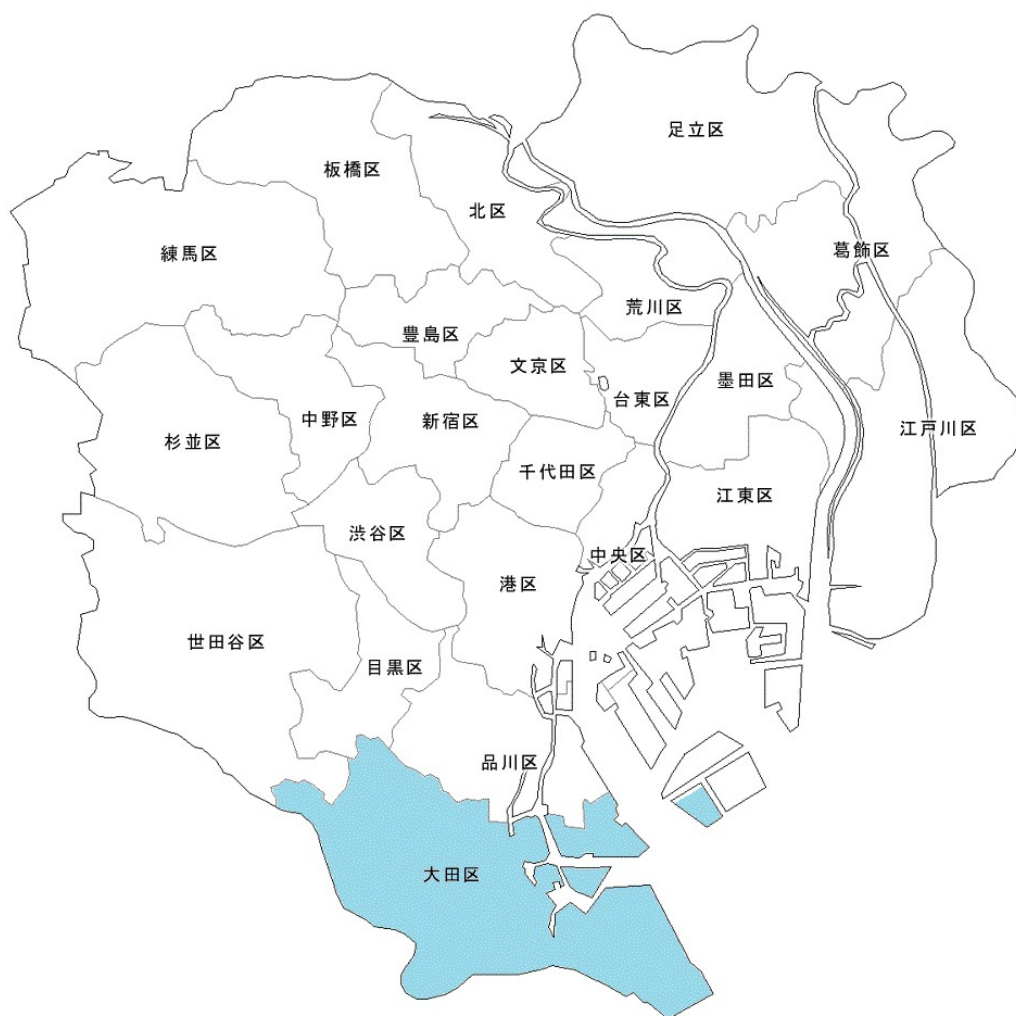 足立区
板橋区
北区
練馬区
葛飾区
荒川区
豊島区
文京区
墨田区
台東区
中野区
新宿区
江戸川区
杉並区
千代田区
江東区
渋谷区
中央区
港区
世田谷区
目黒区
品川区
大田区